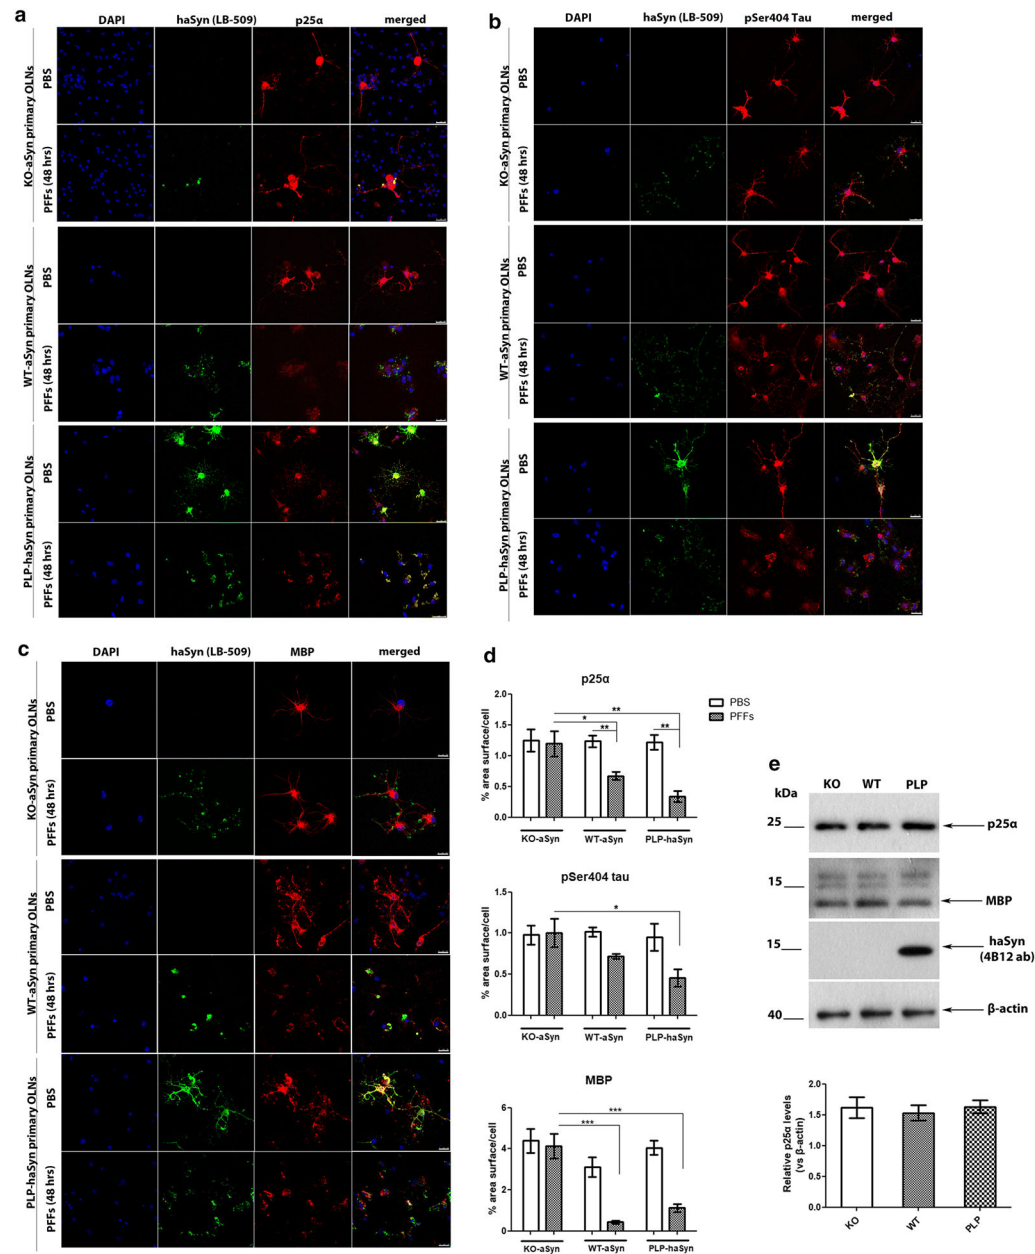 a
DAPI haSyn (LB-509) p25α merged
KO-aSyn primary OLNs
PBS
PFFs (48 hrs)
WT-aSyn primary OLNs
PBS
PFFs (48 hrs)
PLP-haSyn primary OLNs
PBS
PFFs (48 hrs)
b
DAPI haSyn (LB-509) pSer404 Tau merged
KO-aSyn primary OLNs
PBS
PFFs (48 hrs)
WT-aSyn primary OLNs
PBS
PFFs (48 hrs)
PLP-haSyn primary OLNs
PBS
PFFs (48 hrs)
c
DAPI haSyn (LB-509) MBP merged
KO-aSyn primary OLNs
PBS
PFFs (48 hrs)
WT-aSyn primary OLNs
PBS
PFFs (48 hrs)
PLP-haSyn primary OLNs
PBS
PFFs (48 hrs)
d
p25α
PBS
PFFs
% area surface/cell
2.0
1.5
1.0
0.5
0.0
**
*
**
**
KO-aSyn WT-aSyn PLP-haSyn
pSer404 tau
% area surface/cell
1.5
1.0
0.5
0.0
*
KO-aSyn WT-aSyn PLP-haSyn
MBP
% area surface/cell
6
4
2
0
***
***
KO-aSyn WT-aSyn PLP-haSyn
e
kDa KO WT PLP
25 p25α
15 MBP
15 haSyn
(4B12 ab)
40 β-actin
Relative p25α levels
(vs β-actin)
2.0
1.5
1.0
0.5
0.0
KO WT PLP